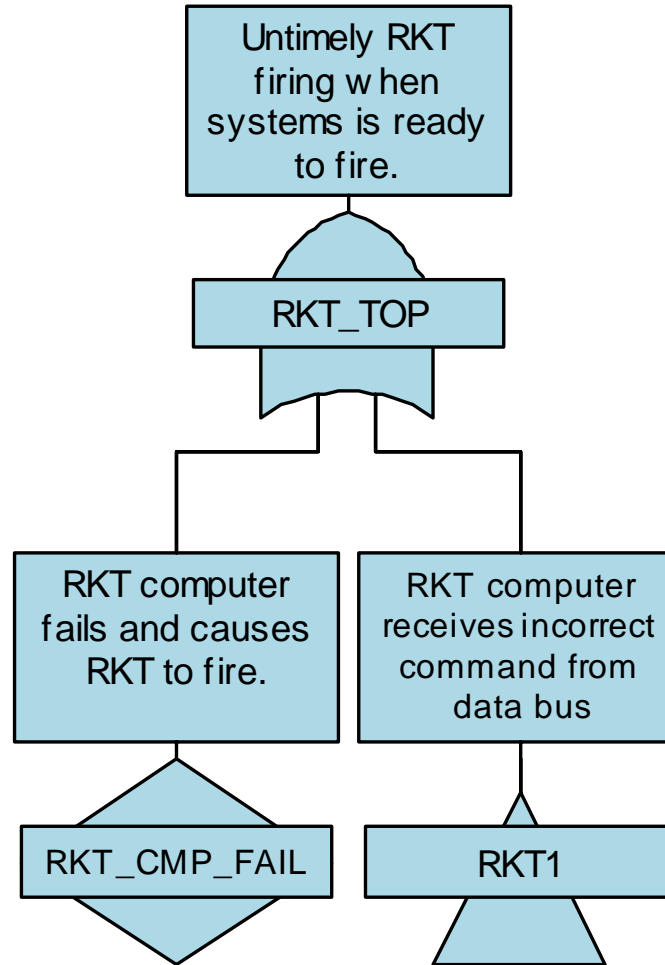 Untimely RKT
firing when
systems is ready
to fire.
RKT_TOP
RKT computer
fails and causes
RKT to fire.
RKT computer
receives incorrect
command from
data bus
RKT_CMP_FAIL
RKT1